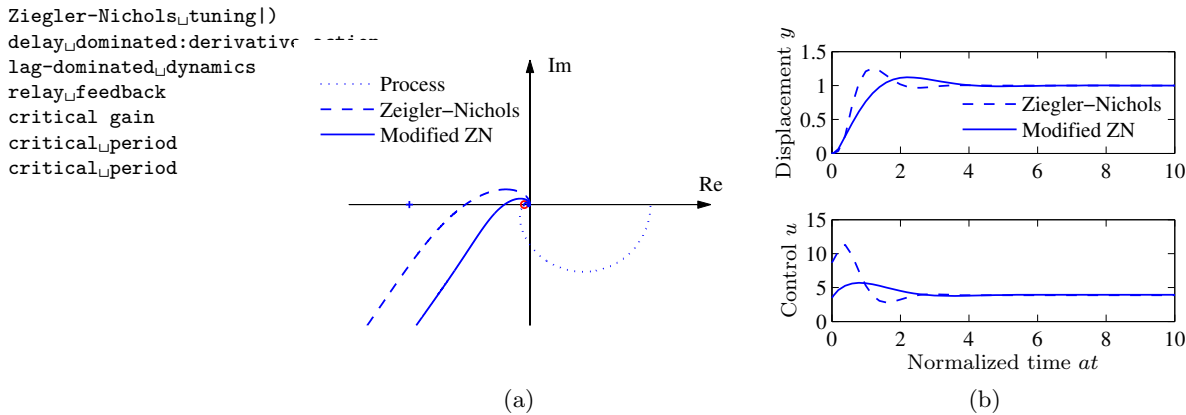 Ziegler-Nichols␣tuning|)
delay␣dominated:derivative action
lag-dominated␣dynamics
relay␣feedback
critical gain
critical␣period
critical␣period
Im
Process
Zeigler−Nichols
Modified ZN
Re
(a)
Displacement y
1.5
1
0.5
0
Ziegler−Nichols
Modified ZN
0 2 4 6 8 10
Control u
15
10
5
0
0 2 4 6 8 10
Normalized time at
(b)